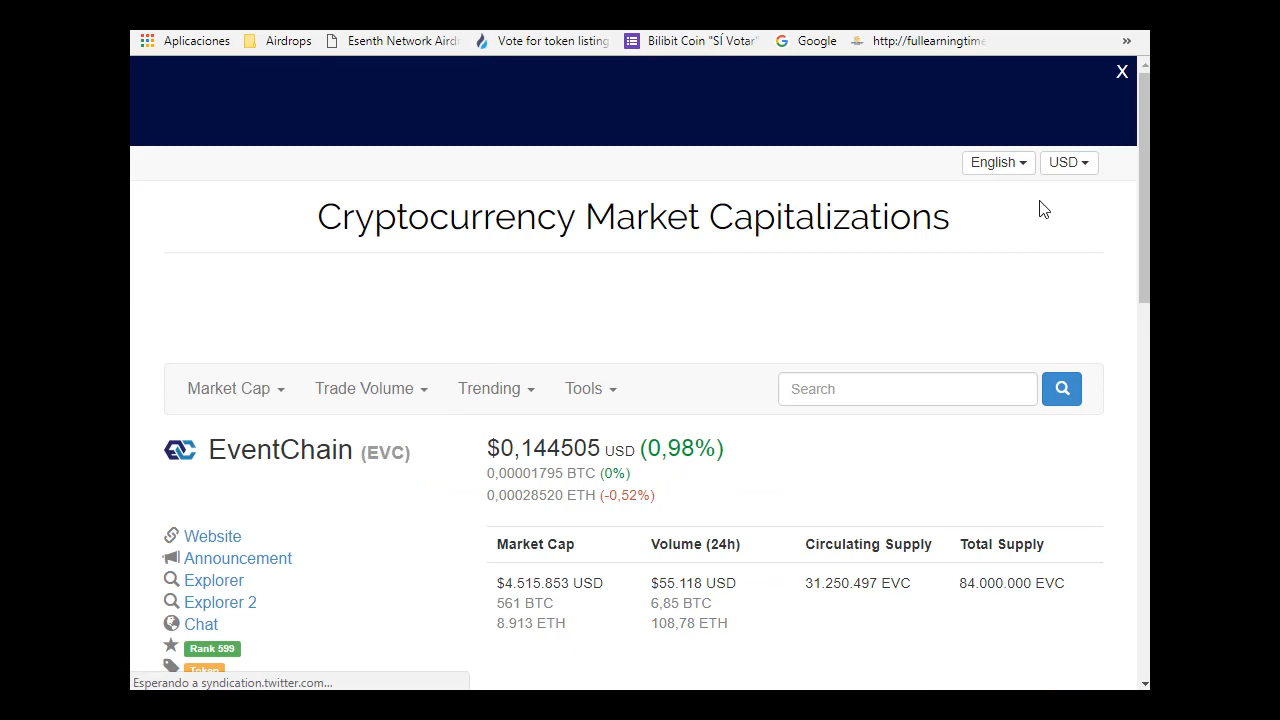 Aplicaciones Airdrops Esenth Network Airdr Vote for token listing Bilibit Coin "SÍ Votar" Google http://fullearningtime »
X
English USD
Cryptocurrency Market Capitalizations
Market Cap Trade Volume Trending Tools Search
EventChain (EVC) $0,144505 USD (0,98%)
0,00001795 BTC (0%)
0,00028520 ETH (-0,52%)
Website
Announcement
Explorer
Explorer 2
Chat
Rank 599
Token
Market Cap Volume (24h) Circulating Supply Total Supply
$4.515.853 USD $55.118 USD 31.250.497 EVC 84.000.000 EVC
561 BTC 6,85 BTC
8.913 ETH 108,78 ETH
Esperando a syndication.twitter.com...